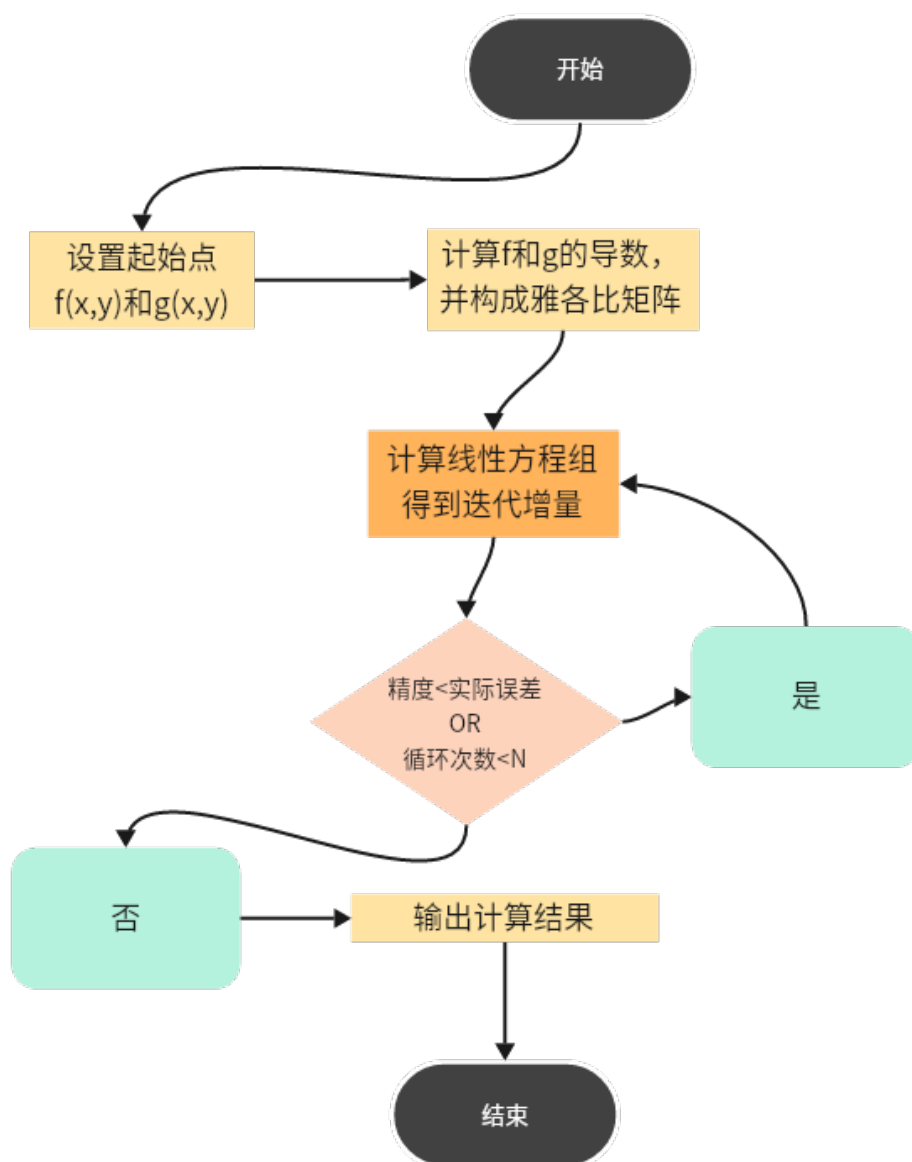 开始
设置起始点
f(x,y)和g(x,y)
计算f和g的导数，
并构成雅各比矩阵
计算线性方程组
得到迭代增量
精度<实际误差
OR
循环次数<N
是
否
输出计算结果
结束